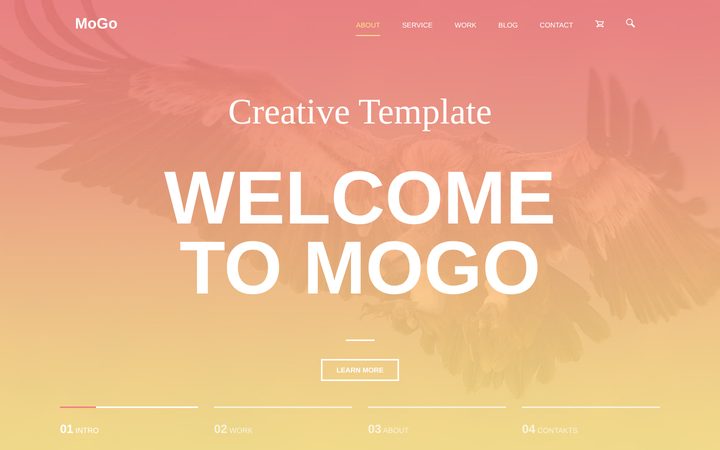 MoGo
ABOUT SERVICE WORK BLOG CONTACT
Creative Template
WELCOME
TO MOGO
LEARN MORE
01 INTRO
02 WORK
03 ABOUT
04 CONTAKTS